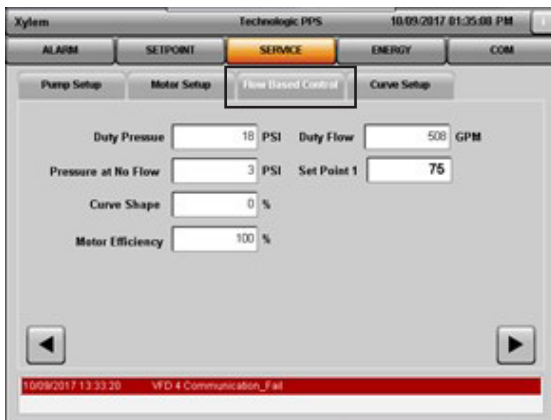 Xylem Technologic PPS 10/09/2017 01:35:08 PM
ALARM SETPOINT SERVICE ENERGY COM
Pump Setup Motor Setup Flow Based Control Curve Setup
Duty Pressue 18 PSI Duty Flow 508 GPM
Pressure at No Flow 3 PSI Set Point 1 75
Curve Shape 0 %
Motor Efficiency 100 %
10/09/2017 13:33:20 VFD 4 Communication_Fail